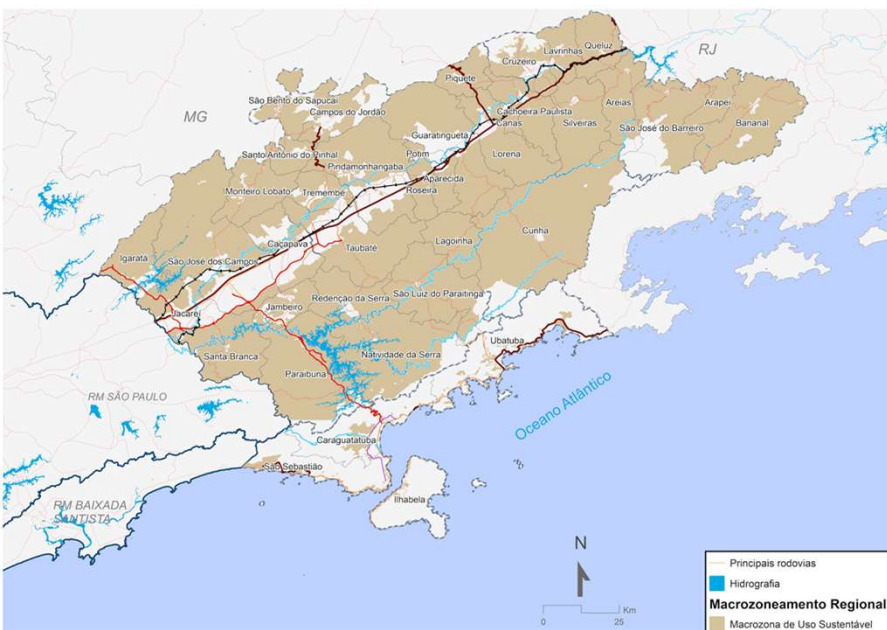 RJ
Queluz
Lavrinhas
Cruzeiro
Piquete
MG
São Bento do Sapucaí
Campos do Jordão
Cachoeira Paulista
Canas
Areias
Arapeí
Silveiras
São José do Barreiro
Bananal
Guaratinguetá
Santo Antônio do Pinhal
Potim
Lorena
Pindamonhangaba
Aparecida
Monteiro Lobato
Tremembé
Roseira
Cunha
Caçapava
Taubaté
Lagoinha
Igaratá
São José dos Campos
São Luiz do Paraitinga
Redenção da Serra
Jambeiro
Jacareí
Ubatuba
Santa Branca
Natividade da Serra
Paraibuna
RM SÃO PAULO
Oceano Atlântico
Caraguatatuba
São Sebastião
Ilhabela
RM BAIXADA
SANTISTA
N
Km
0 25
Principais rodovias
Hidrografia
Macrozoneamento Regional
Macrozona de Uso Sustentável